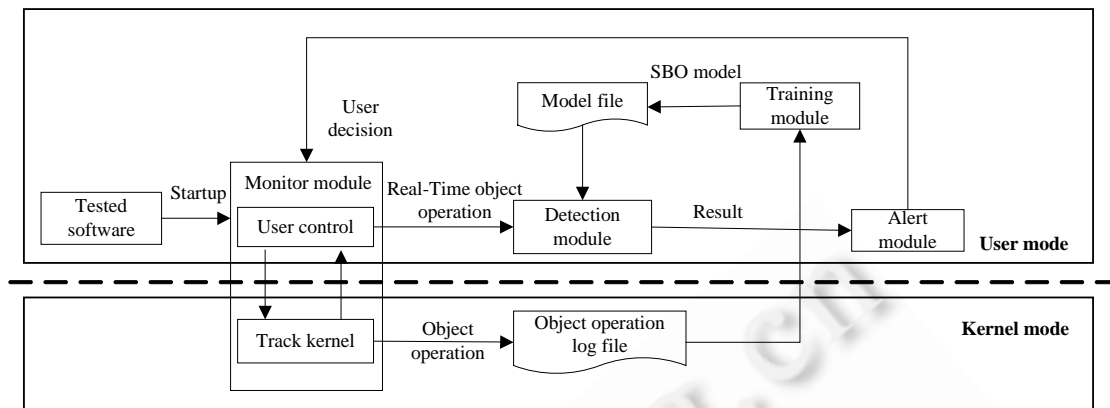 SBO model
Model file
Training
module
User
decision
Monitor module
Startup
Real-Time object
operation
Tested
software
User control
Detection
module
Result
Alert
module
User mode
Track kernel
Object
operation
Object operation
log file
Kernel mode